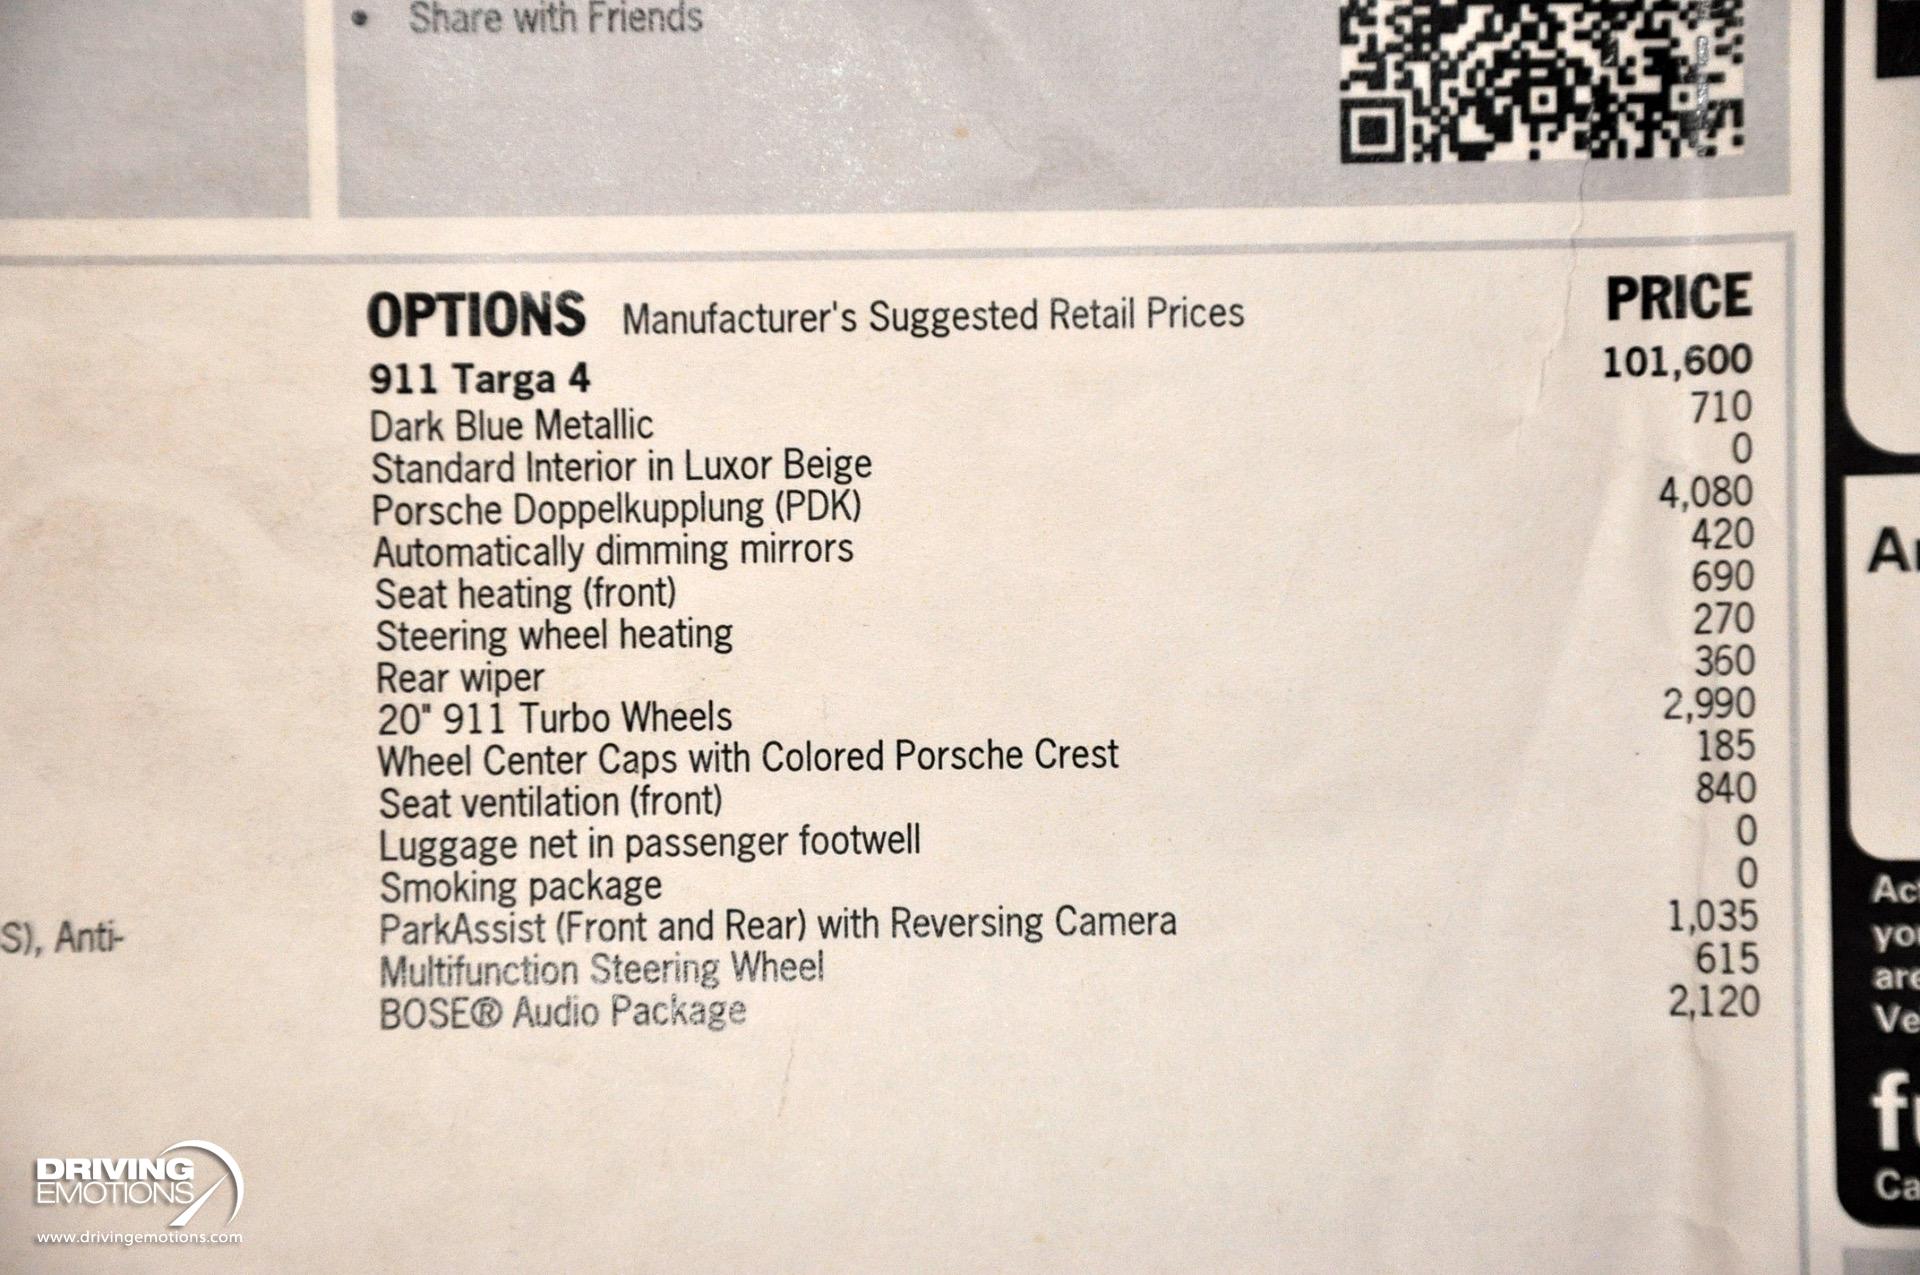 • Share with Friends
OPTIONS Manufacturer's Suggested Retail Prices PRICE
911 Targa 4 101,600
Dark Blue Metallic 710
Standard Interior in Luxor Beige 0
Porsche Doppelkupplung (PDK) 4,080
Automatically dimming mirrors 420
Seat heating (front) 690
Steering wheel heating 270
Rear wiper 360
20" 911 Turbo Wheels 2,990
Wheel Center Caps with Colored Porsche Crest 185
Seat ventilation (front) 840
Luggage net in passenger footwell 0
Smoking package 0
ParkAssist (Front and Rear) with Reversing Camera 1,035
Multifunction Steering Wheel 615
BOSE® Audio Package 2,120
S), Anti-
DRIVING
EMOTIONS
www.drivingemotions.com